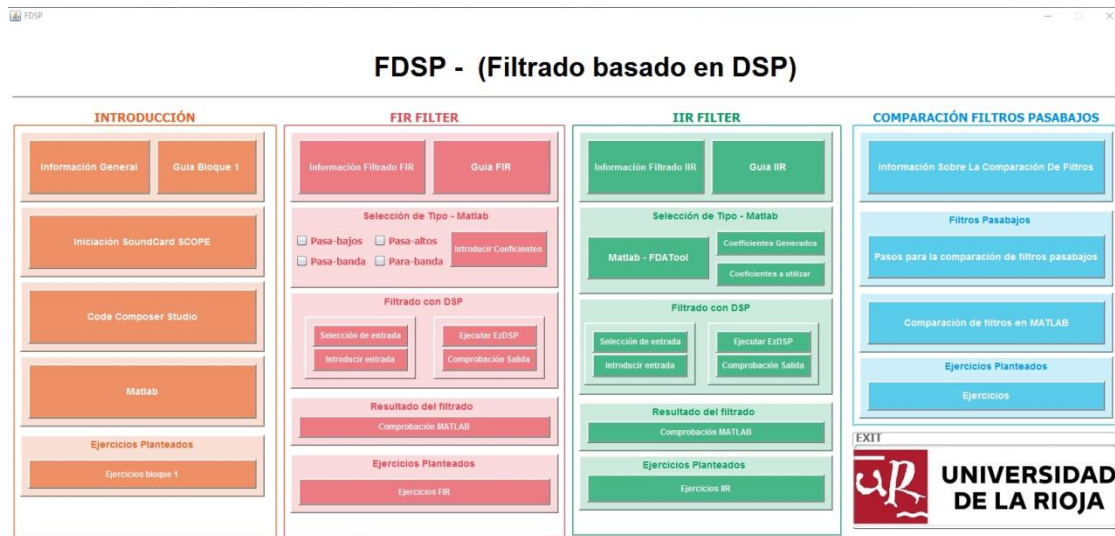 FDSP
FDSP - (Filtrado basado en DSP)
INTRODUCCIÓN
Información General
Guia Bloque 1
Iniciación SoundCard SCOPE
Code Composer Studio
Matlab
Ejercicios Planteados
Ejercicios bloque 1
FIR FILTER
Información Filtrado FIR
Guia FIR
Selección de Tipo - Matlab
Pasa-bajos
Pasa-altos
Pasa-banda
Para-banda
Introducir Coeficientes
Filtrado con DSP
Selección de entrada
Introducir entrada
Ejecutar EzDSP
Comprobación Salida
Resultado del filtrado
Comprobación MATLAB
Ejercicios Planteados
Ejercicios FIR
IIR FILTER
Información Filtrado IIR
Guia IIR
Selección de Tipo - Matlab
Matlab - FDATool
Coefficientes Generados
Coeficientes a utilizar
Filtrado con DSP
Selección de entrada
Introducir entrada
Ejecutar EzDSP
Comprobación Salida
Resultado del filtrado
Comprobación MATLAB
Ejercicios Planteados
Ejercicios IIR
COMPARACIÓN FILTROS PASABAJOS
Información Sobre La Comparación De Filtros
Filtros Pasabajos
Pasos para la comparación de filtros pasabajos
Comparación de filtros en MATLAB
Ejercicios Planteados
Ejercicios
EXIT
UR
UNIVERSIDAD
DE LA RIOJA